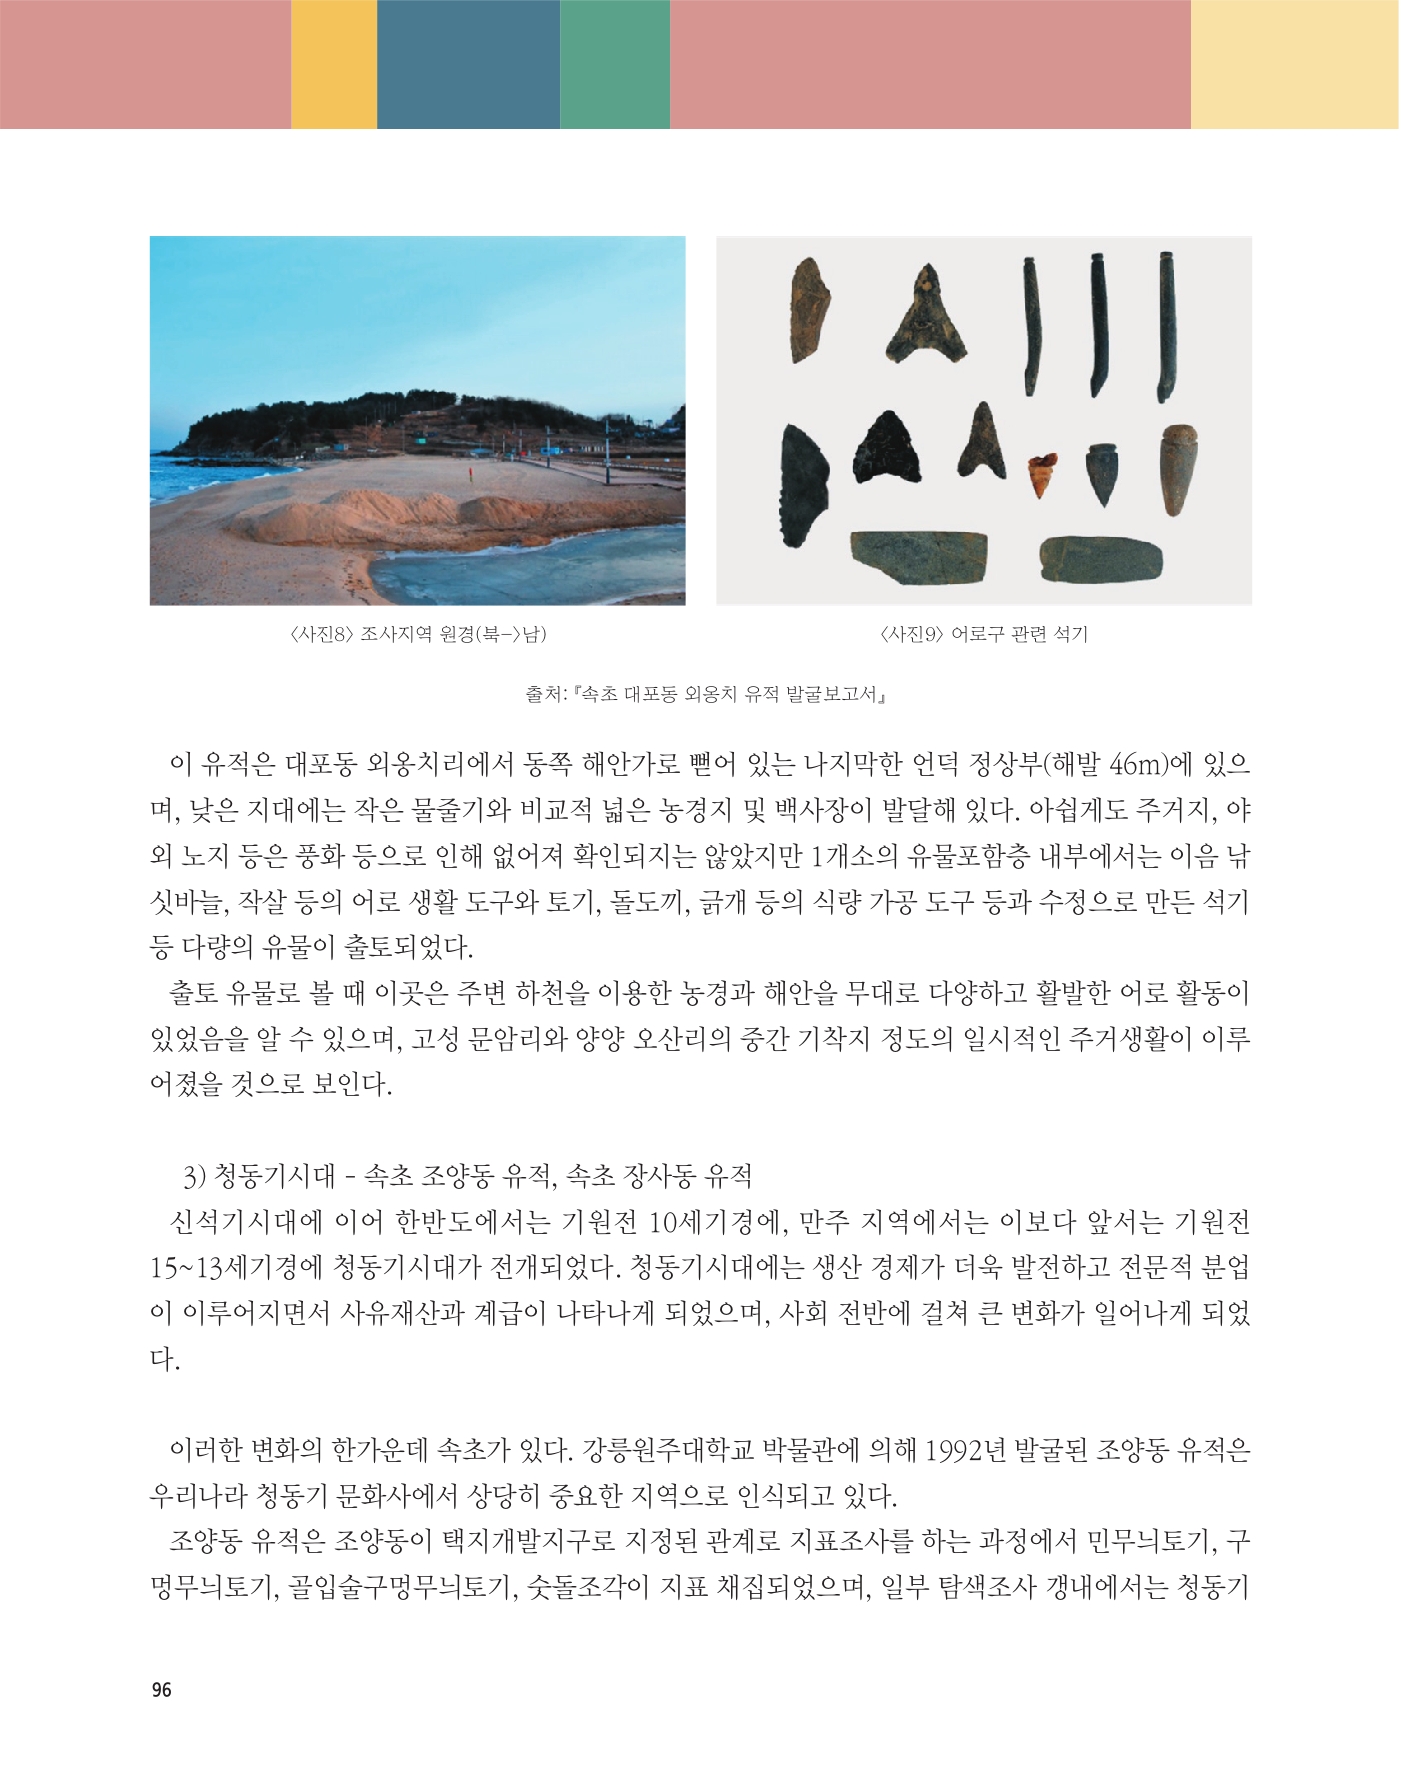 〈사진8〉 조사지역 원경(북->남)
〈사진9〉 어로구 관련 석기
출처: 『속초 대포동 외옹치 유적 발굴보고서』
이 유적은 대포동 외옹치리에서 동쪽 해안가로 뻗어 있는 나지막한 언덕 정상부(해발 46m)에 있으
며, 낮은 지대에는 작은 물줄기와 비교적 넓은 농경지 및 백사장이 발달해 있다. 아쉽게도 주거지, 야
외 노지 등은 풍화 등으로 인해 없어져 확인되지는 않았지만 1개소의 유물포함층 내부에서는 이음 낚
싯바늘, 작살 등의 어로 생활 도구와 토기, 돌도끼, 긁개 등의 식량 가공 도구 등과 수정으로 만든 석기
등 다량의 유물이 출토되었다.
출토 유물로 볼 때 이곳은 주변 하천을 이용한 농경과 해안을 무대로 다양하고 활발한 어로 활동이
있었음을 알 수 있으며, 고성 문암리와 양양 오산리의 중간 기착지 정도의 일시적인 주거생활이 이루
어졌을 것으로 보인다.
3) 청동기시대 - 속초 조양동 유적, 속초 장사동 유적
신석기시대에 이어 한반도에서는 기원전 10세기경에, 만주 지역에서는 이보다 앞서는 기원전
15~13세기경에 청동기시대가 전개되었다. 청동기시대에는 생산 경제가 더욱 발전하고 전문적 분업
이 이루어지면서 사유재산과 계급이 나타나게 되었으며, 사회 전반에 걸쳐 큰 변화가 일어나게 되었
다.
이러한 변화의 한가운데 속초가 있다. 강릉원주대학교 박물관에 의해 1992년 발굴된 조양동 유적은
우리나라 청동기 문화사에서 상당히 중요한 지역으로 인식되고 있다.
조양동 유적은 조양동이 택지개발지구로 지정된 관계로 지표조사를 하는 과정에서 민무늬토기, 구
멍무늬토기, 골입술구멍무늬토기, 숫돌조각이 지표 채집되었으며, 일부 탐색조사 갱내에서는 청동기
96